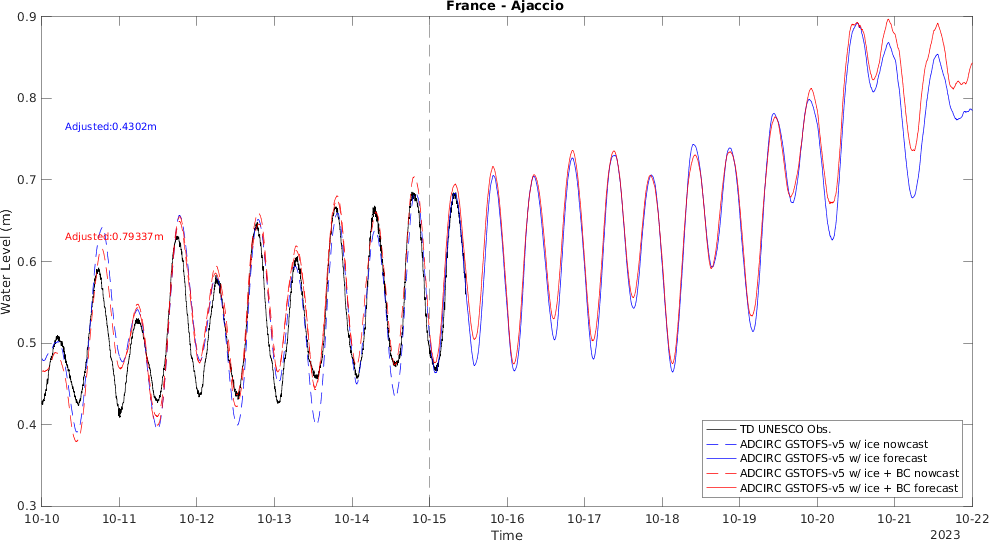 France - Ajaccio
0.9
0.8
0.7
0.6
0.5
0.4
0.3
Water Level (m)
Adjusted:0.4302m
Adjusted:0.79337m
TD UNESCO Obs.
ADCIRC GSTOFS-v5 w/ ice nowcast
ADCIRC GSTOFS-v5 w/ ice forecast
ADCIRC GSTOFS-v5 w/ ice + BC nowcast
ADCIRC GSTOFS-v5 w/ ice + BC forecast
10-10 10-11 10-12 10-13 10-14 10-15 10-16 10-17 10-18 10-19 10-20 10-21 10-22
Time
2023